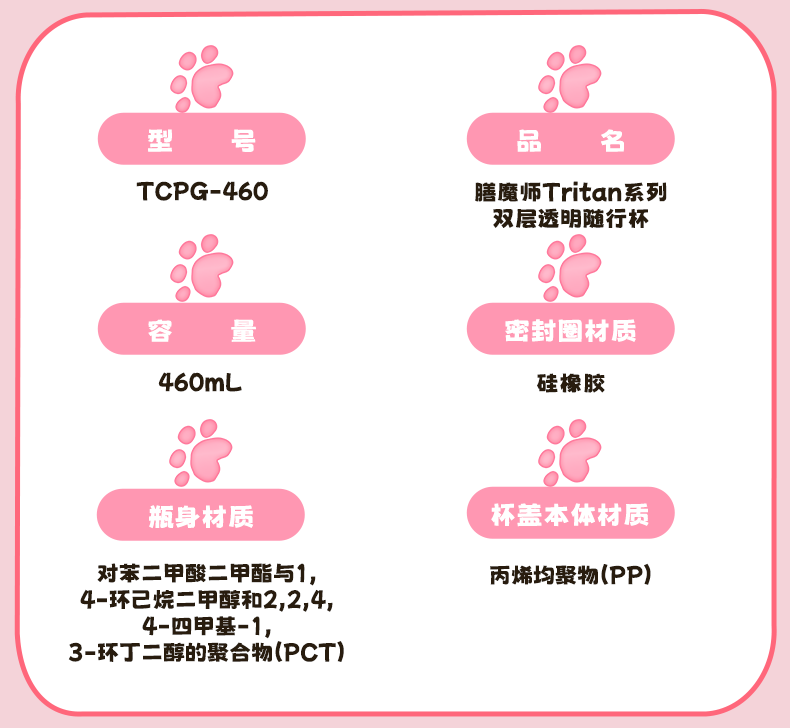 型 号
TCPG-460
品 名
膳魔师Tritan系列
双层透明随行杯
容 量
460mL
密封圈材质
硅橡胶
瓶身材质
对苯二甲酸二甲酯与1,
4-环己烷二甲醇和2,2,4,
4-四甲基-1,
3-环丁二醇的聚合物(PCT)
杯盖本体材质
丙烯均聚物(PP)